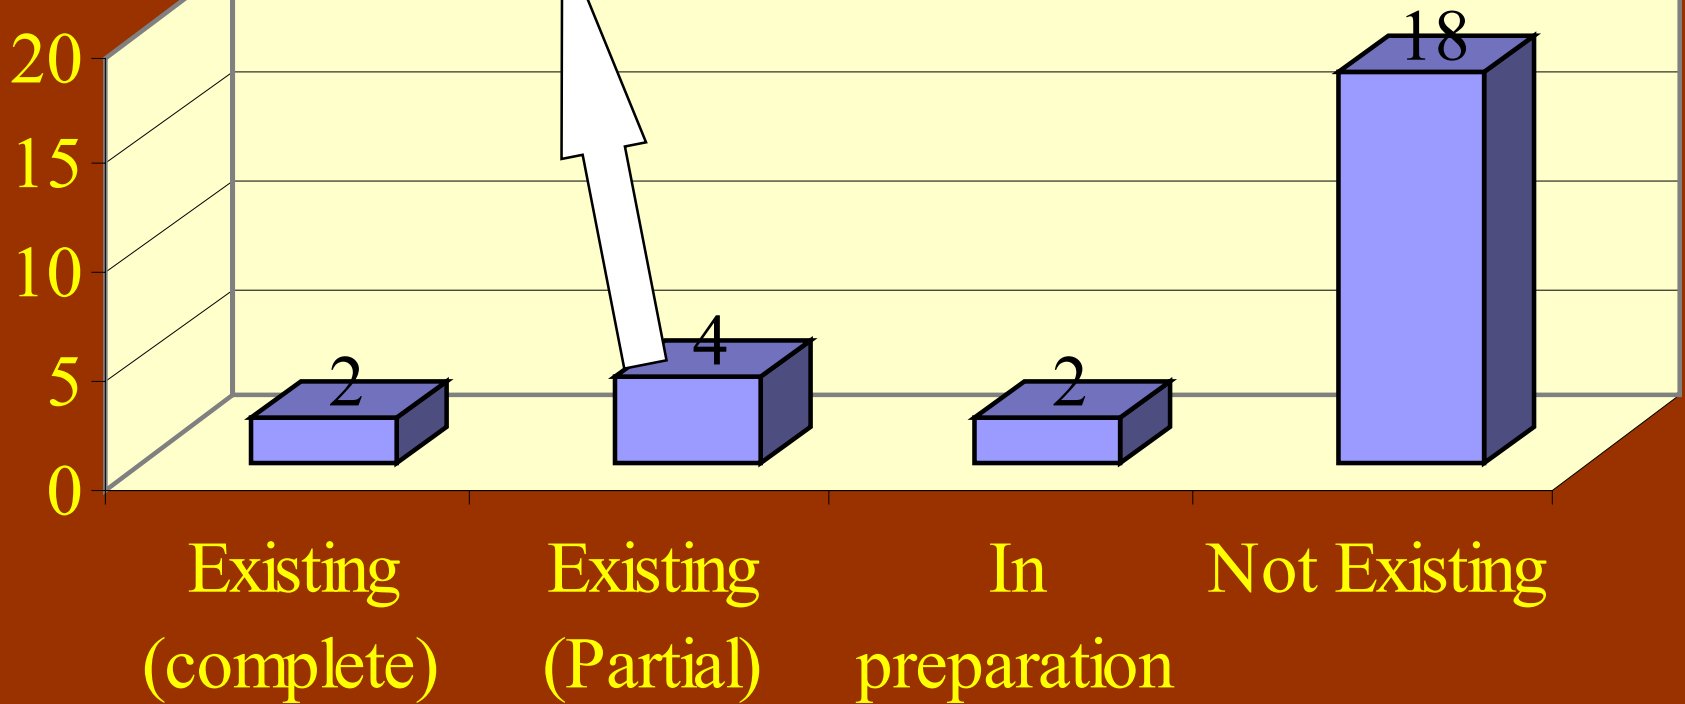 20
15
10
5
0
2
4
2
18
Existing
(complete)
Existing
(Partial)
In
preparation
Not Existing